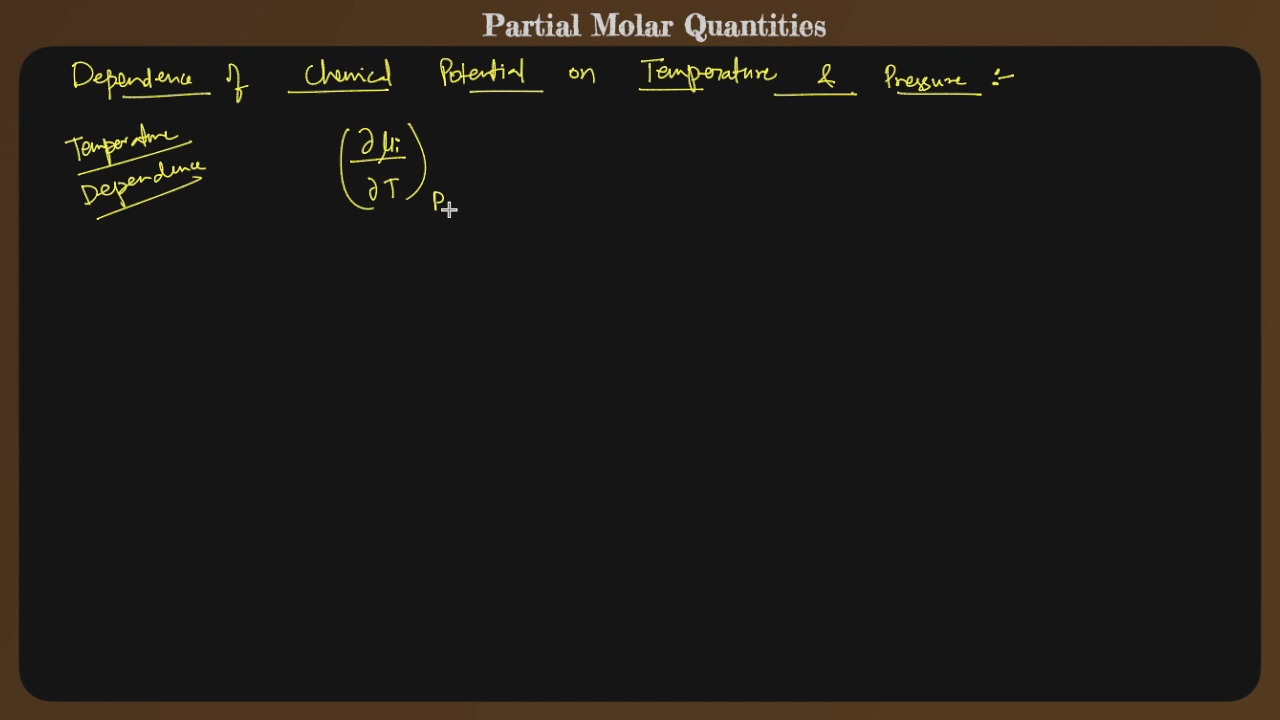 Partial Molar Quantities
Dependence of Chemical Potential on Temperature & Pressure :-
Temperature
Dependence
(∂μi/∂T)P